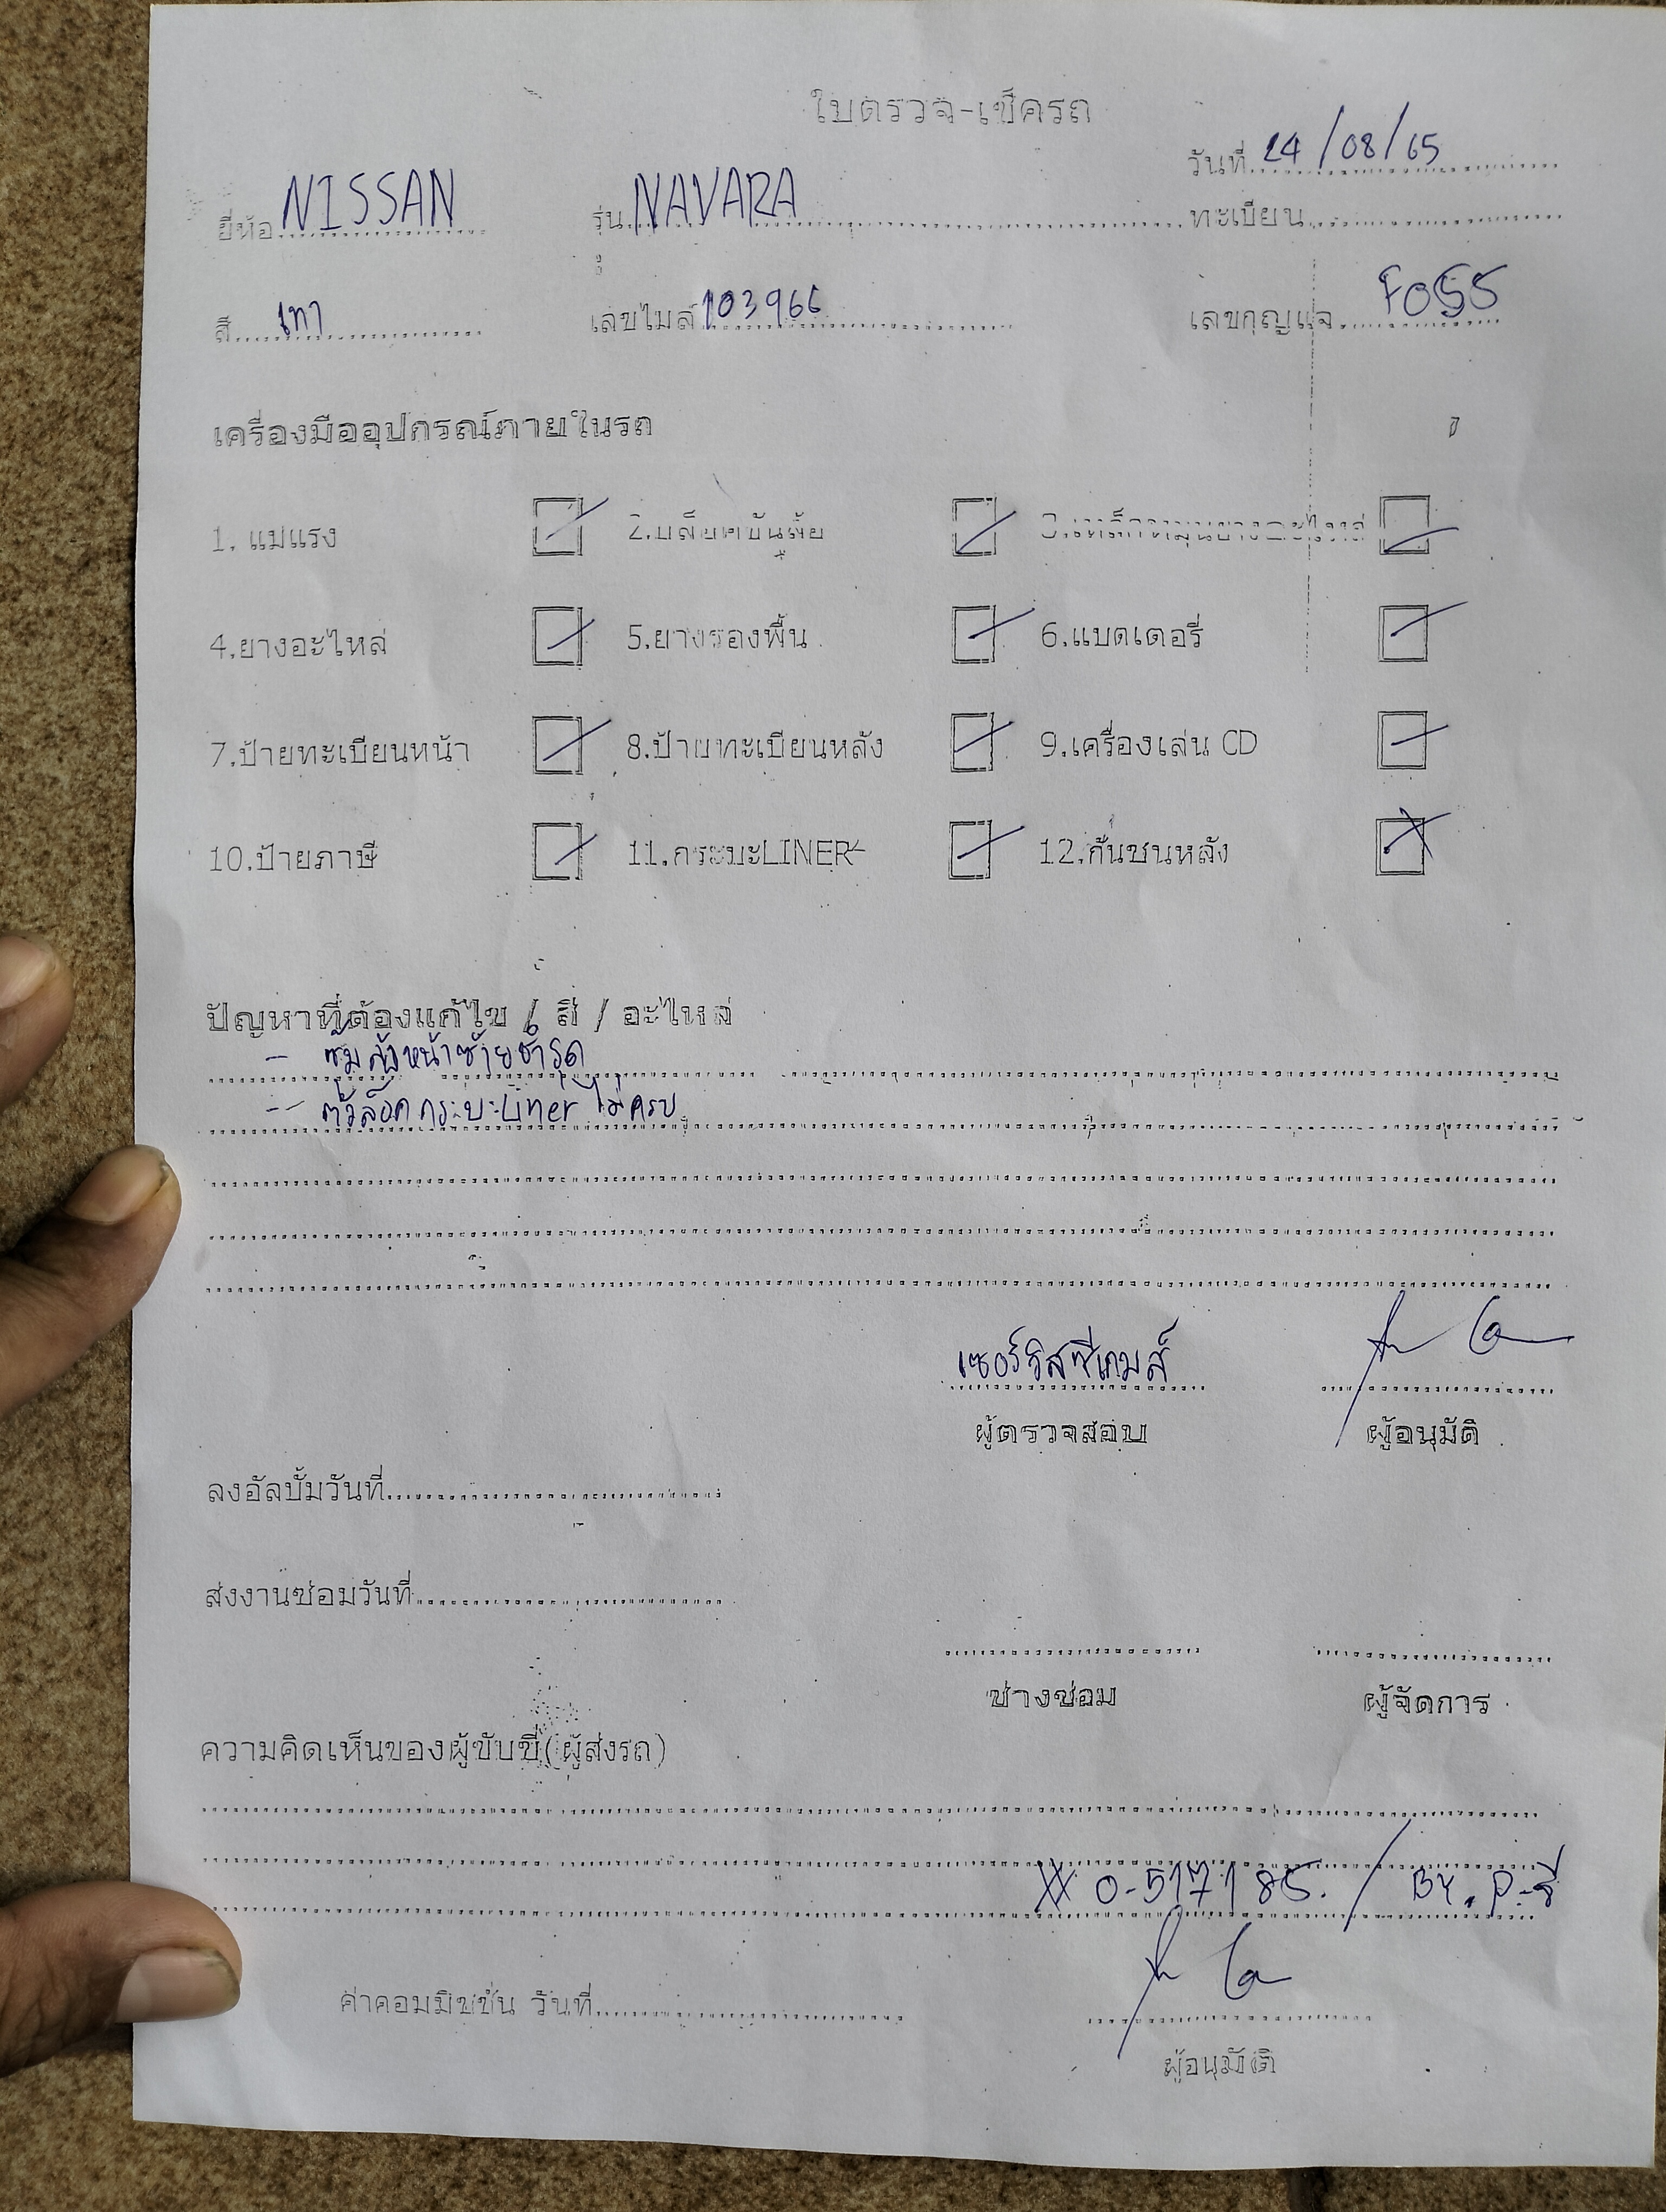 ใบตรวจ-เช็ครถ
วันที่ 24/08/65
ยี่ห้อ NISSAN รุ่น NAVARA ทะเบียน
สี เทา เลขไมล์ 103966 เลขกุญแจ F055
เครื่องมืออุปกรณ์ภายในรถ
1. แม่แรง 2.บล็อคขันล้อ 3.เหล็กหมุนยางอะไหล่
4.ยางอะไหล่ 5.ยางรองพื้น 6.แบตเตอรี่
7.ป้ายทะเบียนหน้า 8.ป้ายทะเบียนหลัง 9.เครื่องเล่น CD
10.ป้ายภาษี 11.กระบะLINER 12.กันชนหลัง
ปัญหาที่ต้องแก้ไข / สี / อะไหล่
- ซุ้มล้อหน้าซ้ายชำรุด
- ตัวล็อคกระบะLiner ไม่ครบ
เซอร์วิสซีเกมส์
ผู้ตรวจสอบ ผู้อนุมัติ
ลงอัลบั้มวันที่
ส่งงานซ่อมวันที่
ช่างซ่อม ผู้จัดการ
ความคิดเห็นของผู้ขับขี่(ผู้ส่งรถ)
0-517185. / BY.
ค่าคอมมิชชั่น วันที่
ผู้อนุมัติ